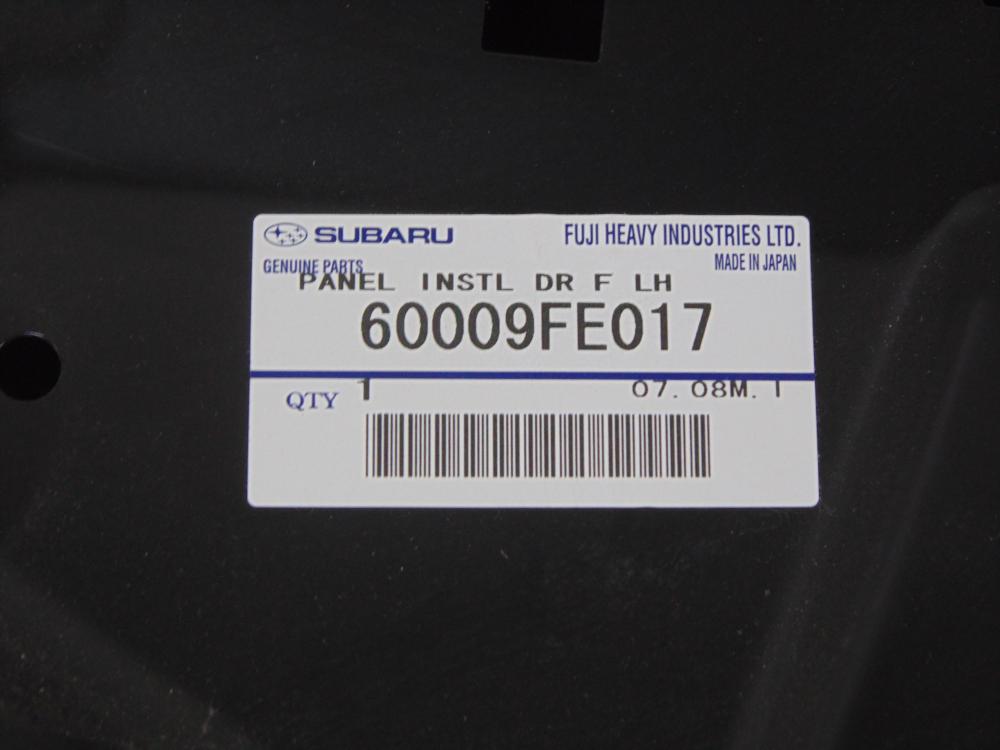 SUBARU FUJI HEAVY INDUSTRIES LTD.
GENUINE PARTS MADE IN JAPAN
PANEL INSTL DR F LH
60009FE017
QTY 1 07.08M. I